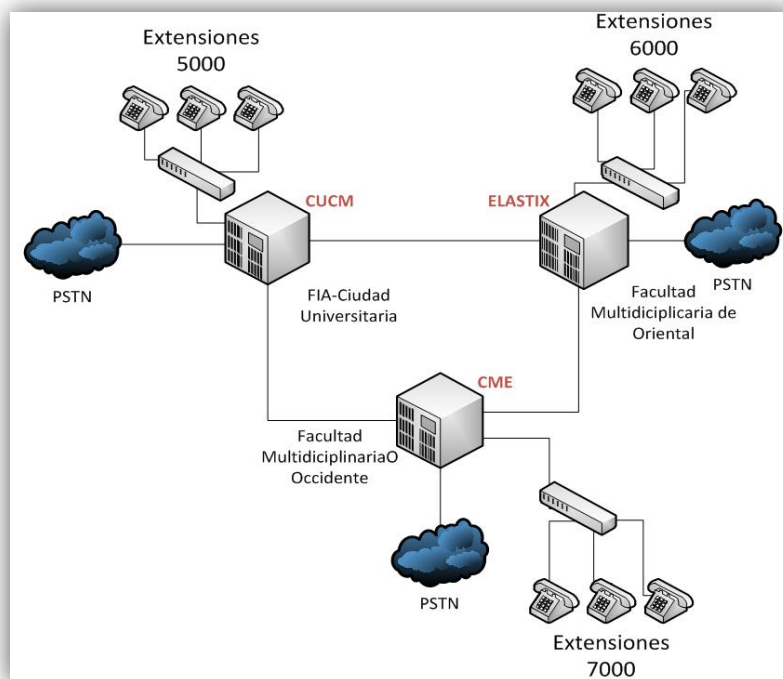 Extensiones
5000
Extensiones
6000
CUCM
ELASTIX
PSTN
FIA-Ciudad
Universitaria
PSTN
Facultad
Multidiciplicaria de
Oriental
CME
Facultad
MultidiciplinariaO
Occidente
PSTN
Extensiones
7000